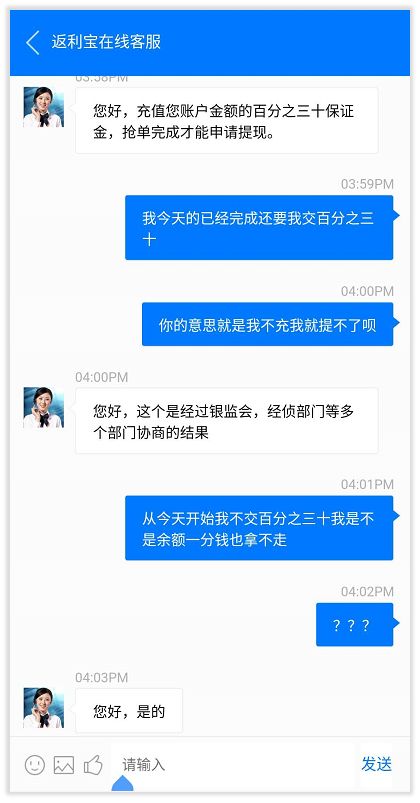 返利宝在线客服
03:58PM
您好，充值您账户金额的百分之三十保证
金，抢单完成才能申请提现。
03:59PM
我今天的已经完成还要我交百分之三
十
04:00PM
你的意思就是我不充我就提不了呗
04:00PM
您好，这个是经过银监会，经侦部门等多
个部门协商的结果
04:01PM
从今天开始我不交百分之三十我是不
是余额一分钱也拿不走
04:02PM
？？？
04:03PM
您好，是的
请输入
发送